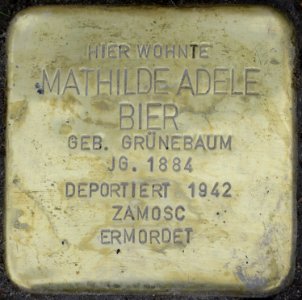 HIER WOHNTE
MATHILDE ADELE
BIER
GEB. GRÜNEBAUM
JG. 1884
DEPORTIERT 1942
ZAMOSC
ERMORDET